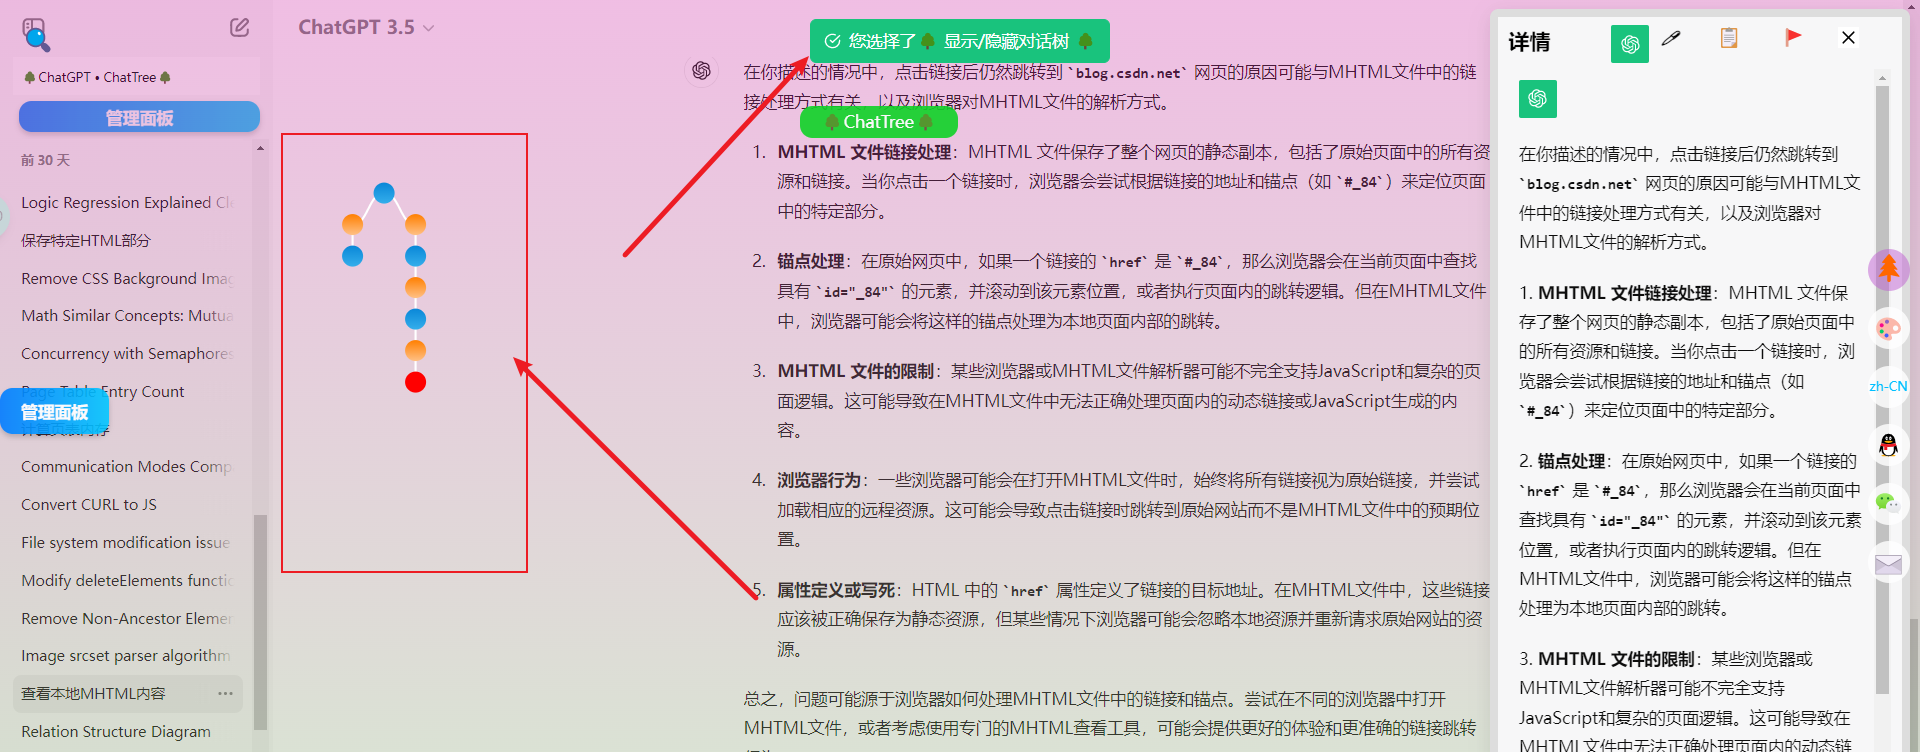 ChatGPT • ChatTree
管理面板
前 30 天
Logic Regression Explained Cle
保存特定HTML部分
Remove CSS Background Imag
Math Similar Concepts: Mutua
Concurrency with Semaphores
Page Table Entry Count
管理面板
计算页表内存
Communication Modes Comp
Convert CURL to JS
File system modification issue
Modify deleteElements functio
Remove Non-Ancestor Elemen
Image srcset parser algorithm
查看本地MHTML内容 ···
Relation Structure Diagram
ChatGPT 3.5
您选择了🌳 显示/隐藏对话树 🌳
在你描述的情况中，点击链接后仍然跳转到 `blog.csdn.net` 网页的原因可能与MHTML文件中的链
接处理方式有关，以及浏览器对MHTML文件的解析方式。
ChatTree
1. MHTML 文件链接处理：MHTML 文件保存了整个网页的静态副本，包括了原始页面中的所有资
源和链接。当你点击一个链接时，浏览器会尝试根据链接的地址和锚点（如 `#_84`）来定位页面
中的特定部分。
2. 锚点处理：在原始网页中，如果一个链接的 `href` 是 `#_84`，那么浏览器会在当前页面中查找
具有 `id="_84"` 的元素，并滚动到该元素位置，或者执行页面内的跳转逻辑。但在MHTML文件
中，浏览器可能会将这样的锚点处理为本地页面内部的跳转。
3. MHTML 文件的限制：某些浏览器或MHTML文件解析器可能不完全支持JavaScript和复杂的页
面逻辑。这可能导致在MHTML文件中无法正确处理页面内的动态链接或JavaScript生成的内
容。
4. 浏览器行为：一些浏览器可能会在打开MHTML文件时，始终将所有链接视为原始链接，并尝试
加载相应的远程资源。这可能会导致点击链接时跳转到原始网站而不是MHTML文件中的预期位
置。
5. 属性定义或写死：HTML 中的 `href` 属性定义了链接的目标地址。在MHTML文件中，这些链接
应该被正确保存为静态资源，但某些情况下浏览器可能会忽略本地资源并重新请求原始网站的资
源。
总之，问题可能源于浏览器如何处理MHTML文件中的链接和锚点。尝试在不同的浏览器中打开
MHTML文件，或者考虑使用专门的MHTML查看工具，可能会提供更好的体验和更准确的链接跳转
详情
在你描述的情况中，点击链接后仍然跳转到
`blog.csdn.net` 网页的原因可能与MHTML文
件中的链接处理方式有关，以及浏览器对
MHTML文件的解析方式。
1. MHTML 文件链接处理：MHTML 文件保
存了整个网页的静态副本，包括了原始页面中
的所有资源和链接。当你点击一个链接时，浏
览器会尝试根据链接的地址和锚点（如
`#_84`）来定位页面中的特定部分。
2. 锚点处理：在原始网页中，如果一个链接的
`href` 是 `#_84`，那么浏览器会在当前页面中
查找具有 `id="_84"` 的元素，并滚动到该元素
位置，或者执行页面内的跳转逻辑。但在
MHTML文件中，浏览器可能会将这样的锚点
处理为本地页面内部的跳转。
3. MHTML 文件的限制：某些浏览器或
MHTML文件解析器可能不完全支持
JavaScript和复杂的页面逻辑。这可能导致在
MHTML文件中无法正确处理页面内的动态链
zh-CN